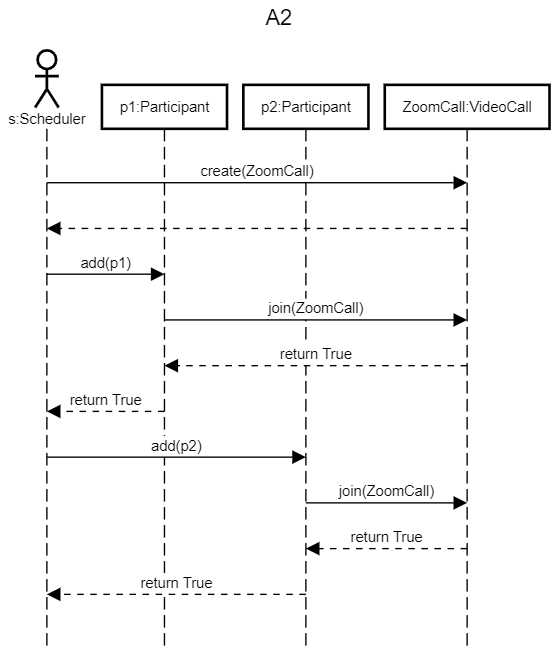 A2
s:Scheduler
p1:Participant
p2:Participant
ZoomCall:VideoCall
create(ZoomCall)
add(p1)
join(ZoomCall)
return True
return True
add(p2)
join(ZoomCall)
return True
return True